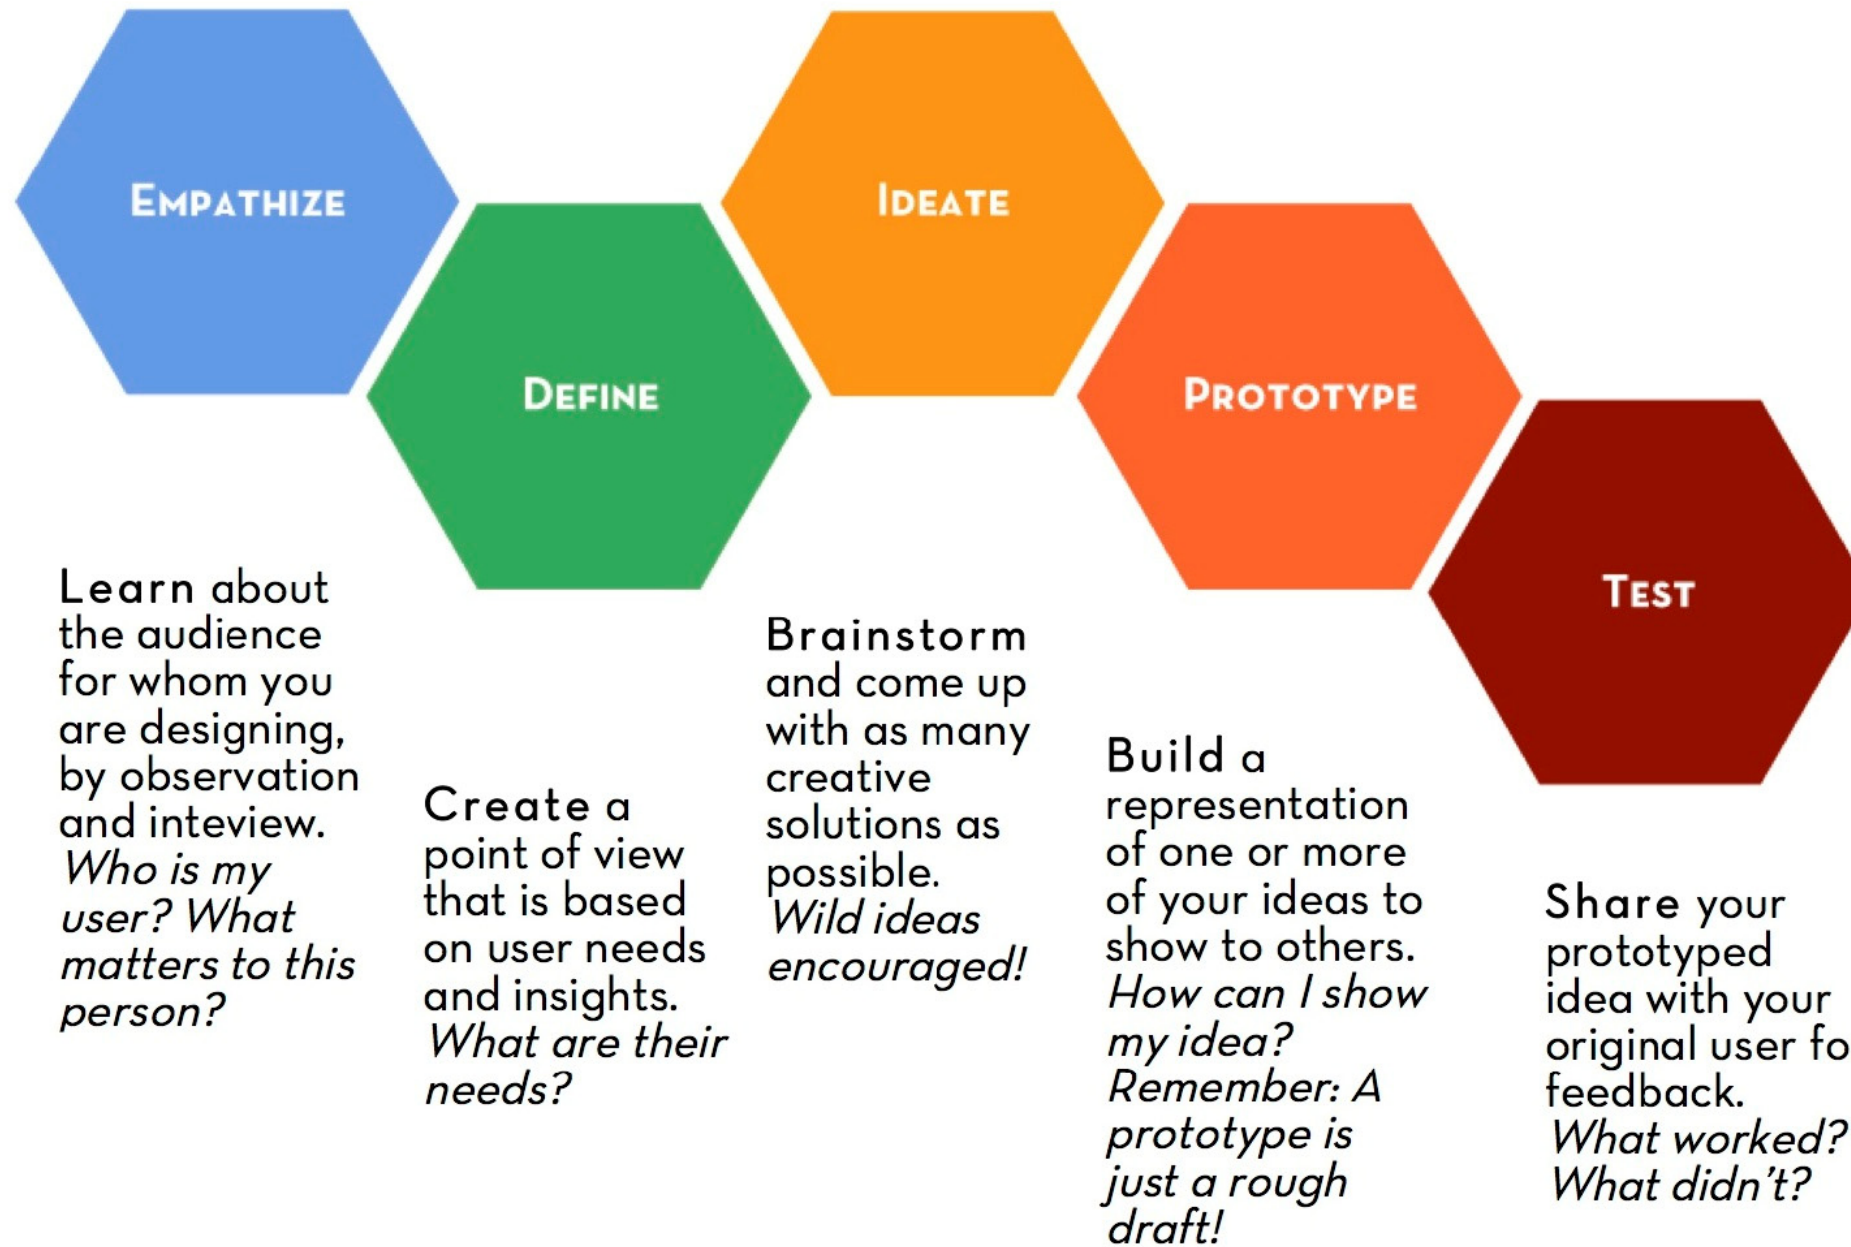 EMPATHIZE
DEFINE
IDEATE
PROTOTYPE
TEST
Learn about
the audience
for whom you
are designing,
by observation
and inteview.
Who is my
user? What
matters to this
person?
Create a
point of view
that is based
on user needs
and insights.
What are their
needs?
Brainstorm
and come up
with as many
creative
solutions as
possible.
Wild ideas
encouraged!
Build a
representation
of one or more
of your ideas to
show to others.
How can I show
my idea?
Remember: A
prototype is
just a rough
draft!
Share your
prototyped
idea with your
original user fo
feedback.
What worked?
What didn't?